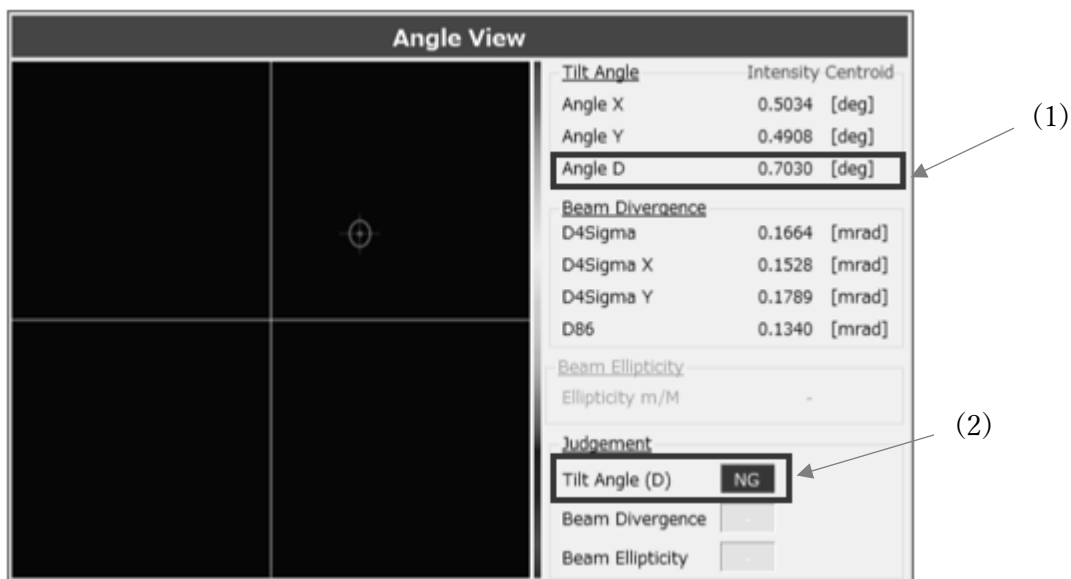 Angle View
Tilt Angle Intensity Centroid
Angle X 0.5034 [deg]
Angle Y 0.4908 [deg]
Angle D 0.7030 [deg]
(1)
Beam Divergence
D4Sigma 0.1664 [mrad]
D4Sigma X 0.1528 [mrad]
D4Sigma Y 0.1789 [mrad]
D86 0.1340 [mrad]
Beam Ellipticity
Ellipticity m/M -
Judgement
(2)
Tilt Angle (D) NG
Beam Divergence -
Beam Ellipticity -